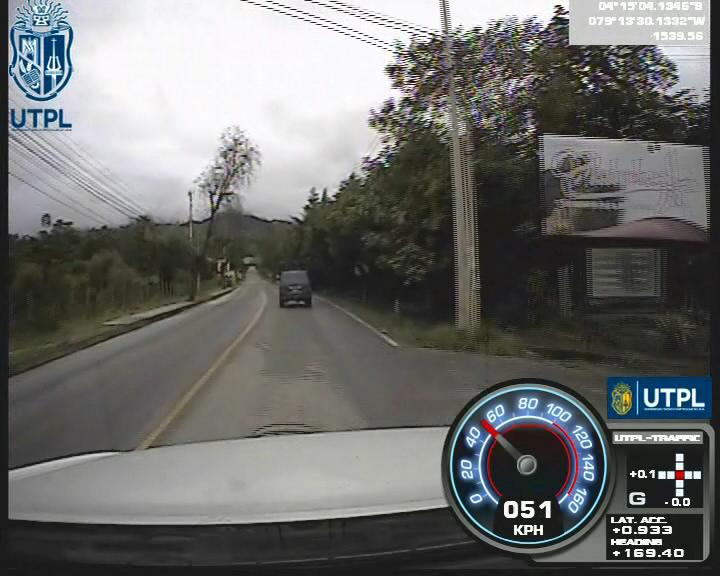 UTPL
04°15'04.1346"S
079°13'30.1332"W
1539.56
UTPL
UTPL-TRAFFIC
0
20
40
60
80
100
120
140
160
051
KPH
+0.1
G
-0.0
LAT. ACC.
+0.933
HEADING
+169.40